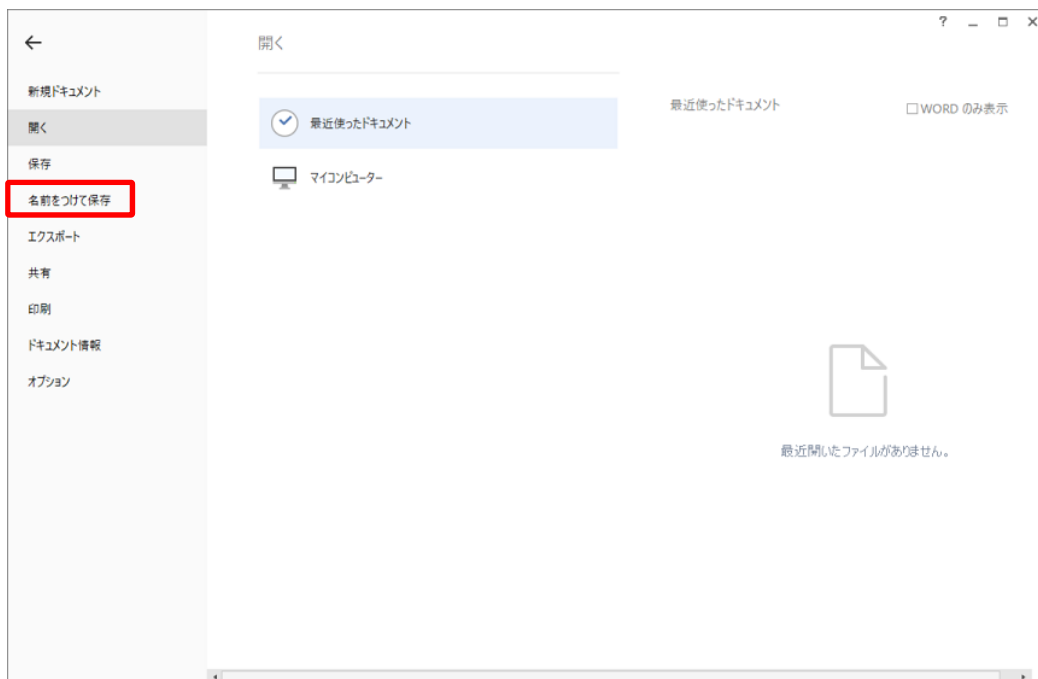 ?
開く
新規ドキュメント
開く
保存
名前をつけて保存
エクスポート
共有
印刷
ドキュメント情報
オプション
最近使ったドキュメント
マイコンピューター
最近使ったドキュメント
WORD のみ表示
最近開いたファイルがありません。